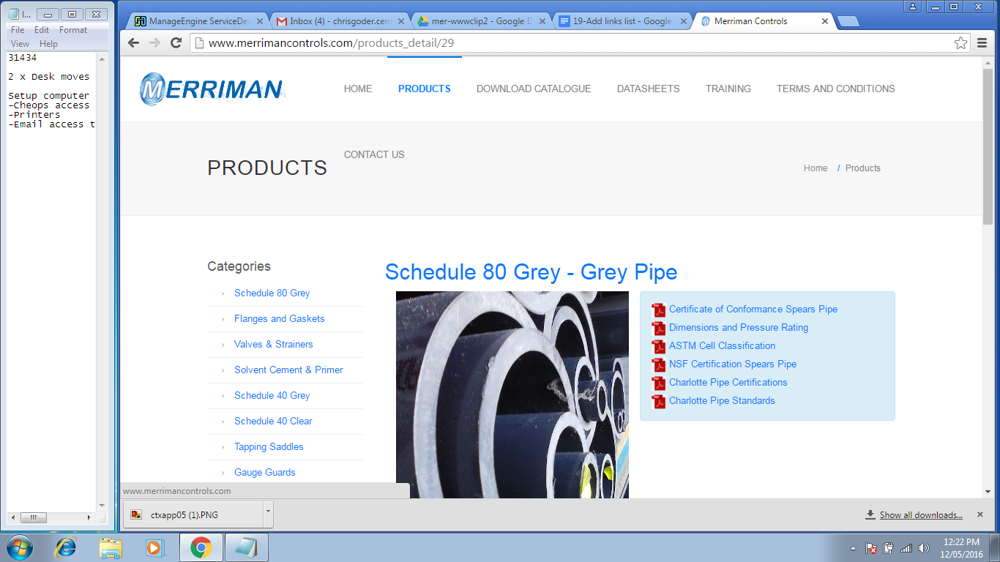 I...
File Edit Format
View Help
31434
2 x Desk moves
Setup computer
-Cheops access
-Printers
-Email access t
ManageEngine ServiceDes
Inbox (4) - chrisgoder.cent
mer-wwwclip2 - Google D
19-Add links list - Google
Merriman Controls
www.merrimancontrols.com/products_detail/29
MERRIMAN
HOME PRODUCTS DOWNLOAD CATALOGUE DATASHEETS TRAINING TERMS AND CONDITIONS
CONTACT US
PRODUCTS
Home / Products
Categories
Schedule 80 Grey
Flanges and Gaskets
Valves & Strainers
Solvent Cement & Primer
Schedule 40 Grey
Schedule 40 Clear
Tapping Saddles
Gauge Guards
Schedule 80 Grey - Grey Pipe
Certificate of Conformance Spears Pipe
Dimensions and Pressure Rating
ASTM Cell Classification
NSF Certification Spears Pipe
Charlotte Pipe Certifications
Charlotte Pipe Standards
www.merrimancontrols.com
ctxapp05 (1).PNG
Show all downloads...
12:22 PM
12/05/2016